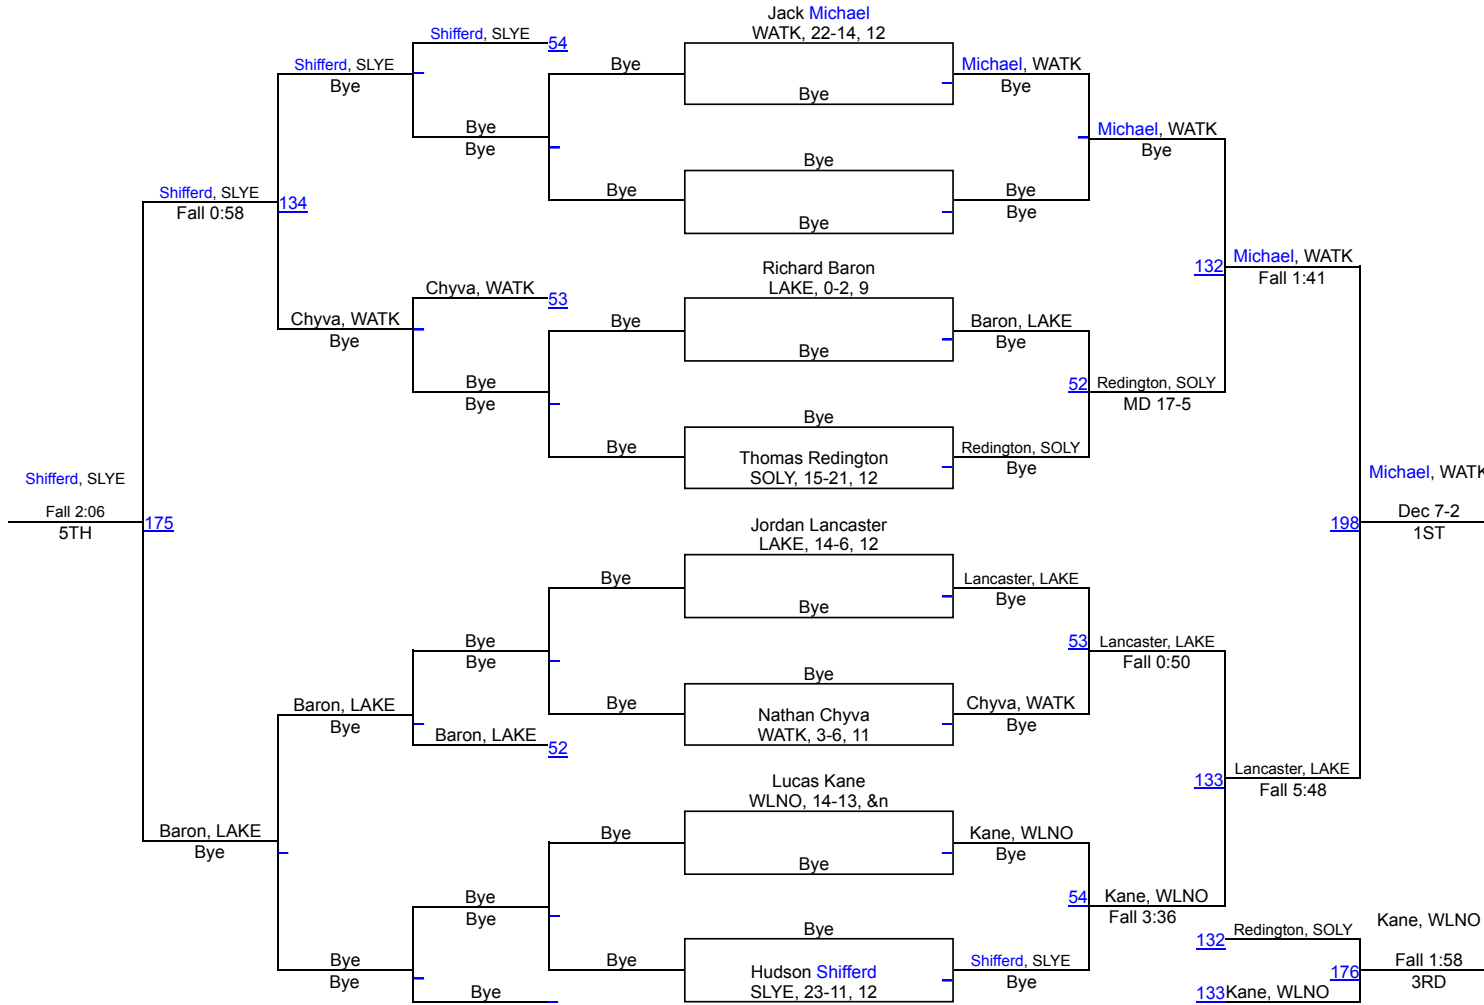 Jack Michael
WATK, 22-14, 12
Shifferd, SLYE
54
Shifferd, SLYE
Bye
Bye
Michael, WATK
Bye
Bye
Bye
Bye
Michael, WATK
Bye
Bye
Shifferd, SLYE
Fall 0:58
134
Bye
Bye
Bye
Bye
Bye
Richard Baron
LAKE, 0-2, 9
132
Michael, WATK
Fall 1:41
Chyva, WATK
53
Chyva, WATK
Bye
Bye
Baron, LAKE
Bye
Bye
Bye
Bye
52
Redington, SOLY
MD 17-5
Bye
Bye
Redington, SOLY
Bye
Thomas Redington
SOLY, 15-21, 12
Shifferd, SLYE
Fall 2:06
5TH
175
Michael, WATK
198
Dec 7-2
1ST
Jordan Lancaster
LAKE, 14-6, 12
Bye
Lancaster, LAKE
Bye
Bye
Bye
Bye
53
Lancaster, LAKE
Fall 0:50
Bye
Baron, LAKE
Bye
Bye
Chyva, WATK
Bye
Nathan Chyva
WATK, 3-6, 11
Baron, LAKE
52
133
Lancaster, LAKE
Fall 5:48
Lucas Kane
WLNO, 14-13, &n
Baron, LAKE
Bye
Bye
Kane, WLNO
Bye
Bye
Bye
Bye
54
Kane, WLNO
Fall 3:36
Bye
Bye
Bye
Bye
Shifferd, SLYE
Bye
Hudson Shifferd
SLYE, 23-11, 12
Bye
132
Redington, SOLY
Kane, WLNO
176
Fall 1:58
3RD
133
Kane, WLNO